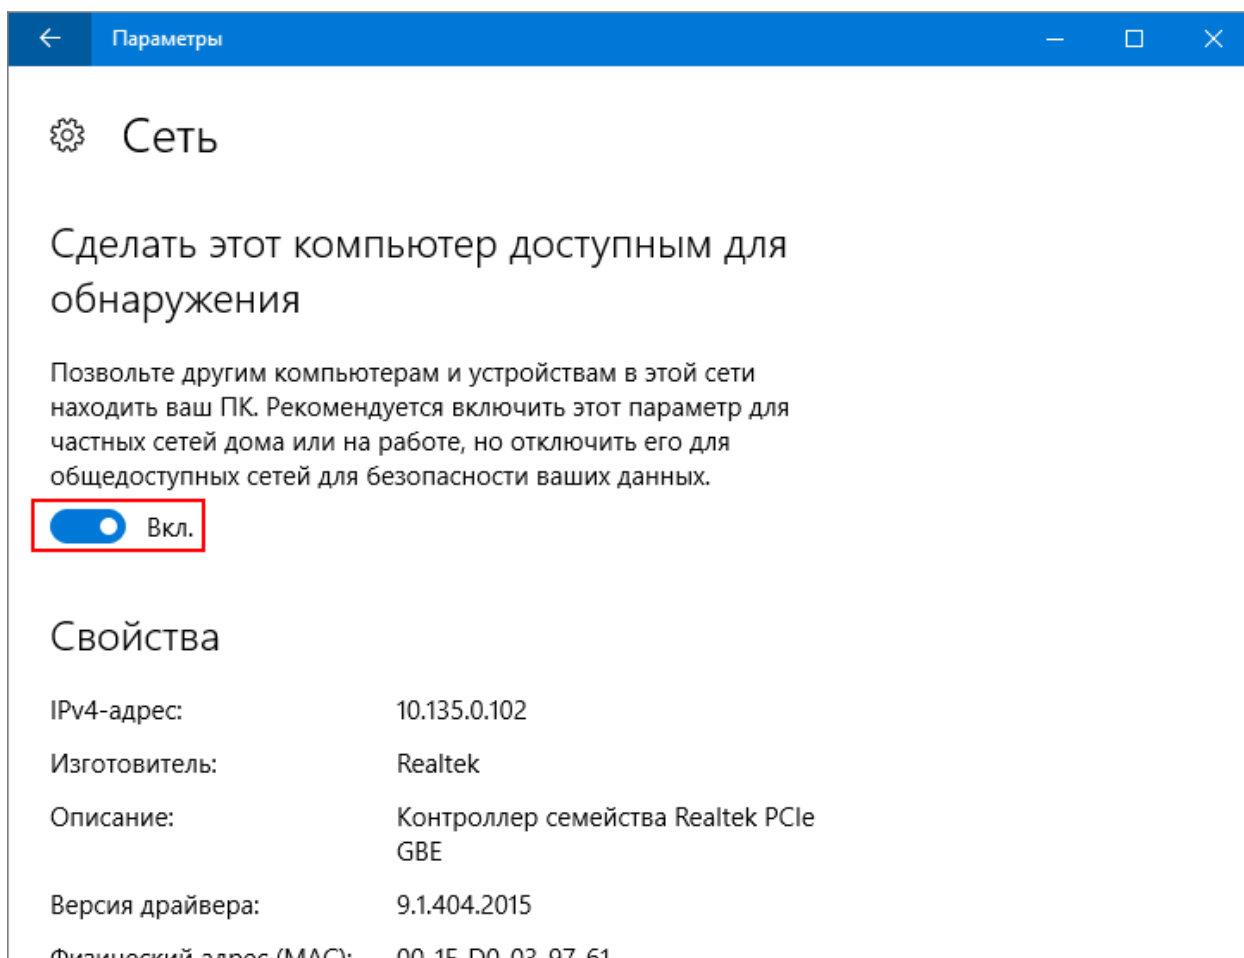 Параметры
Сеть
Сделать этот компьютер доступным для
обнаружения
Позвольте другим компьютерам и устройствам в этой сети
находить ваш ПК. Рекомендуется включить этот параметр для
частных сетей дома или на работе, но отключить его для
общедоступных сетей для безопасности ваших данных.
Вкл.
Свойства
IPv4-адрес: 10.135.0.102
Изготовитель: Realtek
Описание: Контроллер семейства Realtek PCIe
GBE
Версия драйвера: 9.1.404.2015
Физический адрес (MAC):